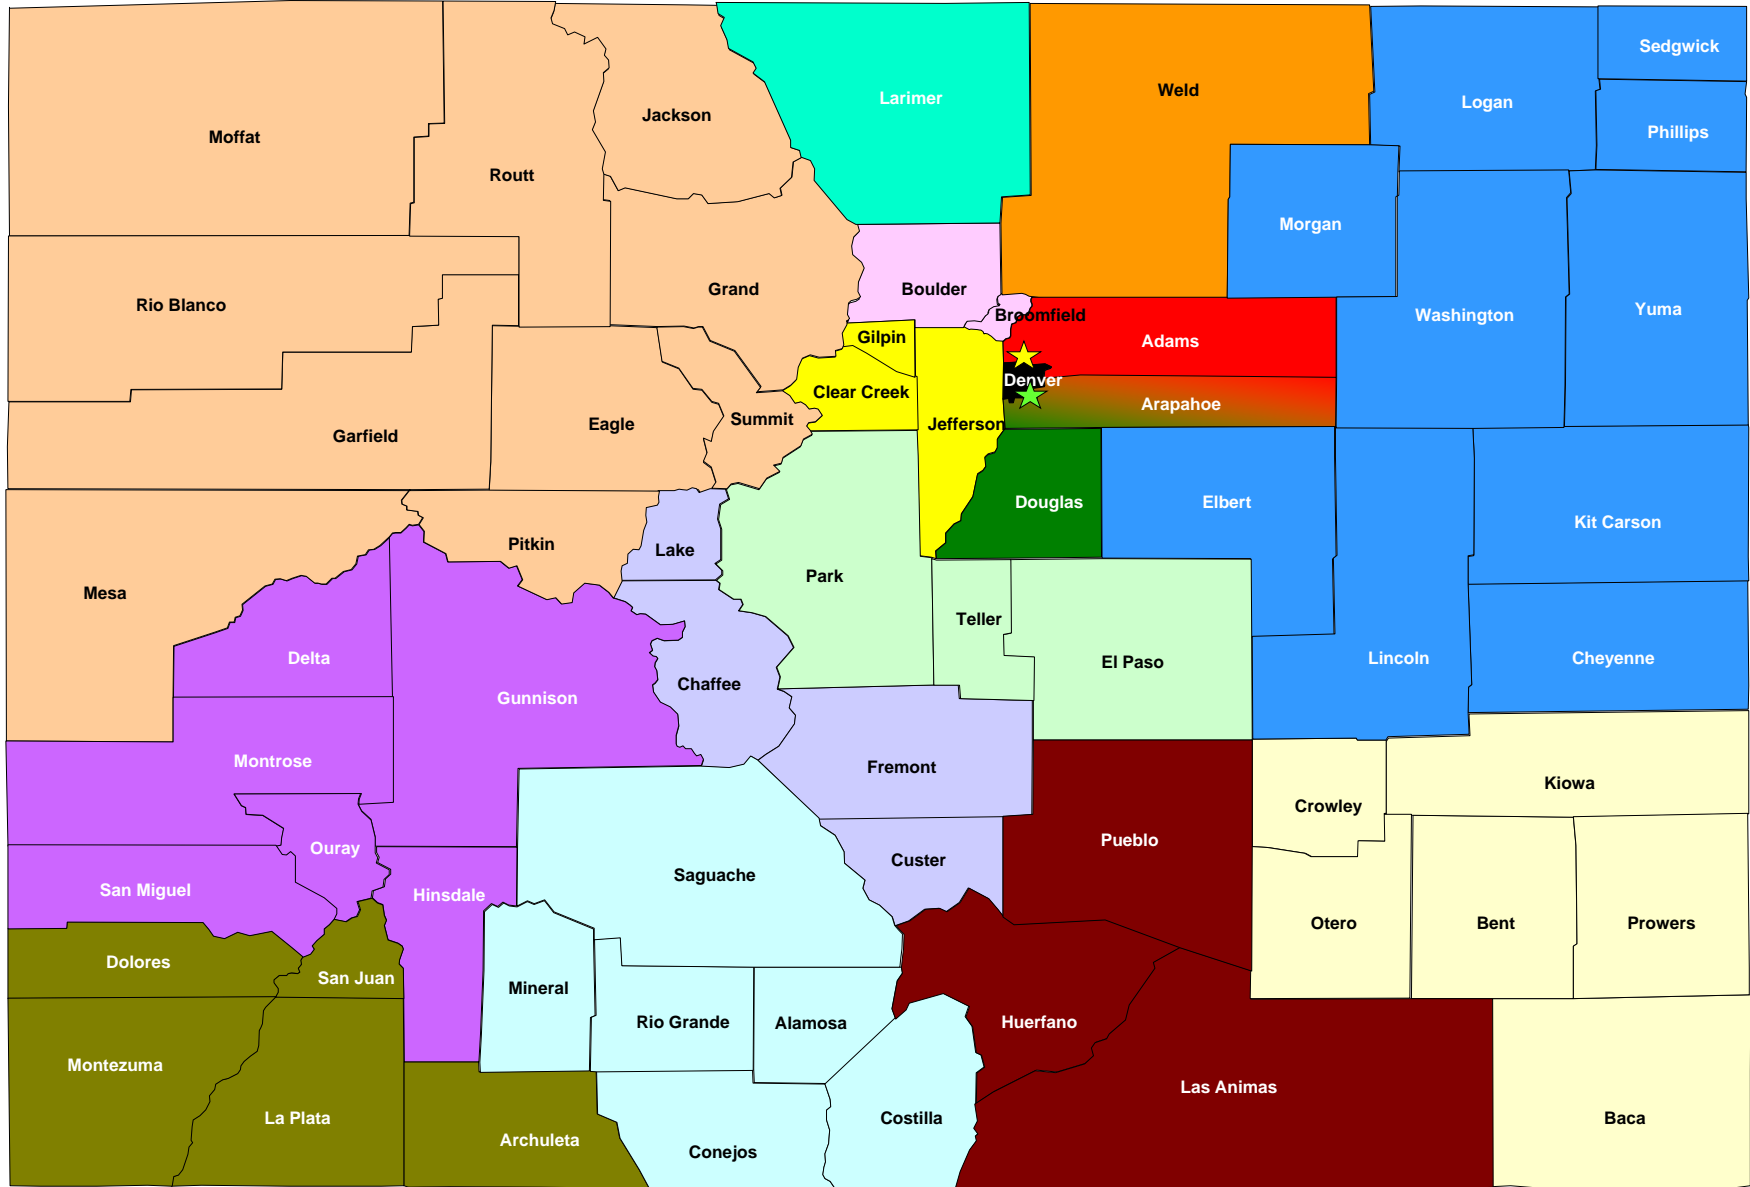 Sedgwick
Weld
Larimer
Logan
Jackson
Phillips
Moffat
Routt
Morgan
Grand
Boulder
Rio Blanco
Yuma
Broomfield
Washington
Gilpin
Adams
Denver
Clear Creek
Arapahoe
Summit
Eagle
Jefferson
Garfield
Douglas
Elbert
Kit Carson
Pitkin
Lake
Park
Mesa
Teller
Delta
El Paso
Lincoln
Cheyenne
Chaffee
Gunnison
Montrose
Fremont
Kiowa
Crowley
Pueblo
Ouray
Custer
Saguache
San Miguel
Hinsdale
Otero
Bent
Prowers
Dolores
San Juan
Mineral
Rio Grande
Alamosa
Huerfano
Montezuma
Las Animas
La Plata
Costilla
Baca
Archuleta
Conejos